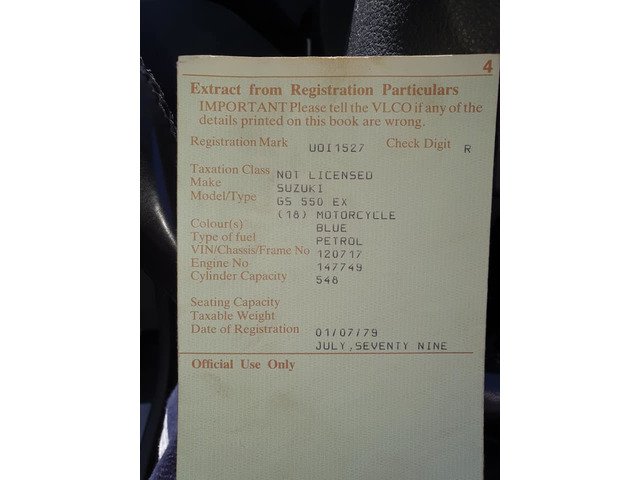 4
Extract from Registration Particulars
IMPORTANT Please tell the VLCO if any of the
details printed on this book are wrong.
Registration Mark UOI1527 Check Digit R
Taxation Class NOT LICENSED
Make SUZUKI
Model/Type GS 550 EX
(18) MOTORCYCLE
Colour(s) BLUE
Type of fuel PETROL
VIN/Chassis/Frame No 120717
Engine No 147749
Cylinder Capacity 548
Seating Capacity
Taxable Weight
Date of Registration 01/07/79
JULY,SEVENTY NINE
Official Use Only